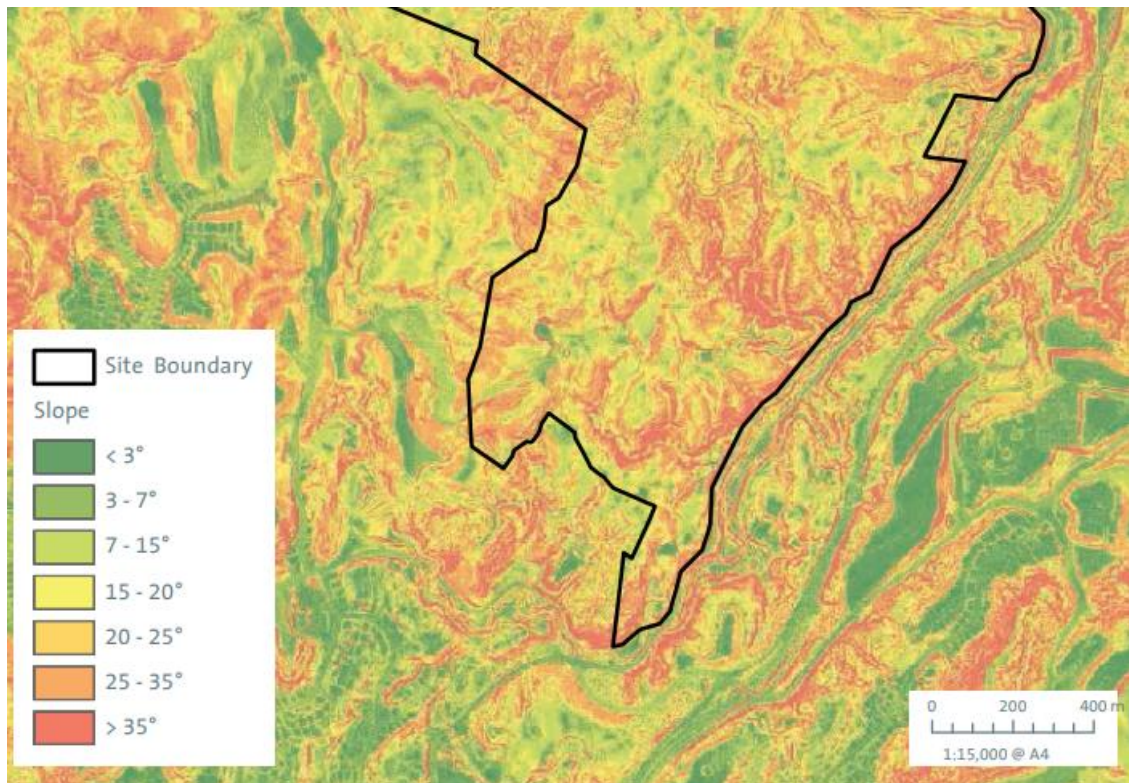 Site Boundary
Slope
< 3°
3 - 7°
7 - 15°
15 - 20°
20 - 25°
25 - 35°
> 35°
0 200 400 m
1:15,000 @ A4